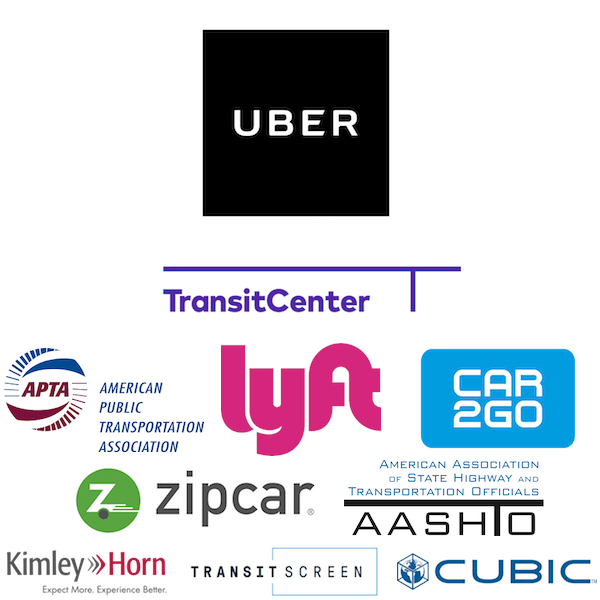 UBER
TransitCenter
APTA
AMERICAN
PUBLIC
TRANSPORTATION
ASSOCIATION
lyft
CAR
2GO
Z zipcar®
AMERICAN ASSOCIATION
OF STATE HIGHWAY AND
TRANSPORTATION OFFICIALS
AASHTO
Kimley»Horn
Expect More. Experience Better.
TRANSITSCREEN
CUBIC™